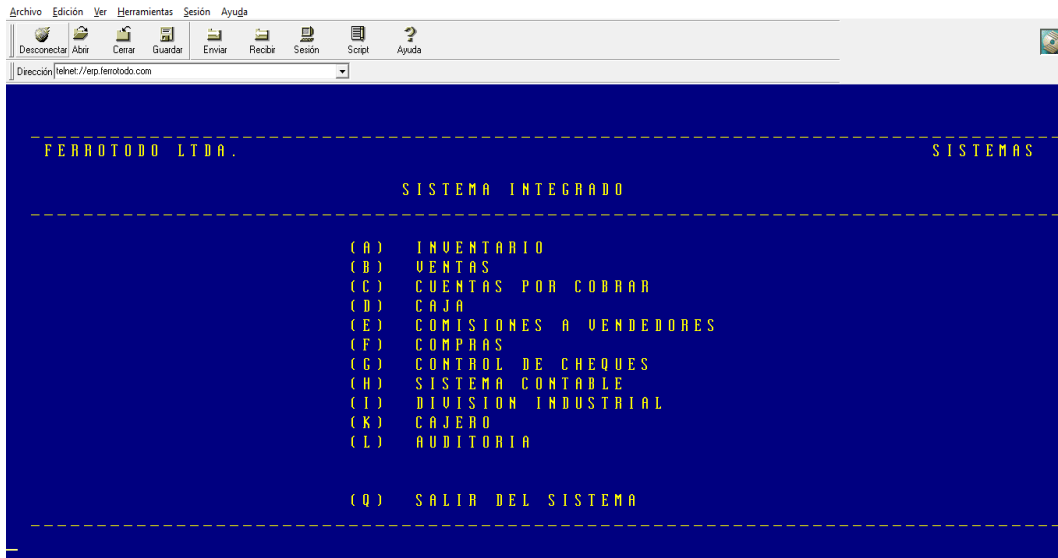 Archivo Edición Ver Herramientas Sesión Ayuda
Desconectar Abrir Cerrar Guardar Enviar Recibir Sesión Script Ayuda
Dirección telnet://erp.ferrotodo.com
FERROTODO LTDA. SISTEMAS
SISTEMA INTEGRADO
(A) INVENTARIO
(B) VENTAS
(C) CUENTAS POR COBRAR
(D) CAJA
(E) COMISIONES A VENDEDORES
(F) COMPRAS
(G) CONTROL DE CHEQUES
(H) SISTEMA CONTABLE
(I) DIVISION INDUSTRIAL
(K) CAJERO
(L) AUDITORIA
(Q) SALIR DEL SISTEMA